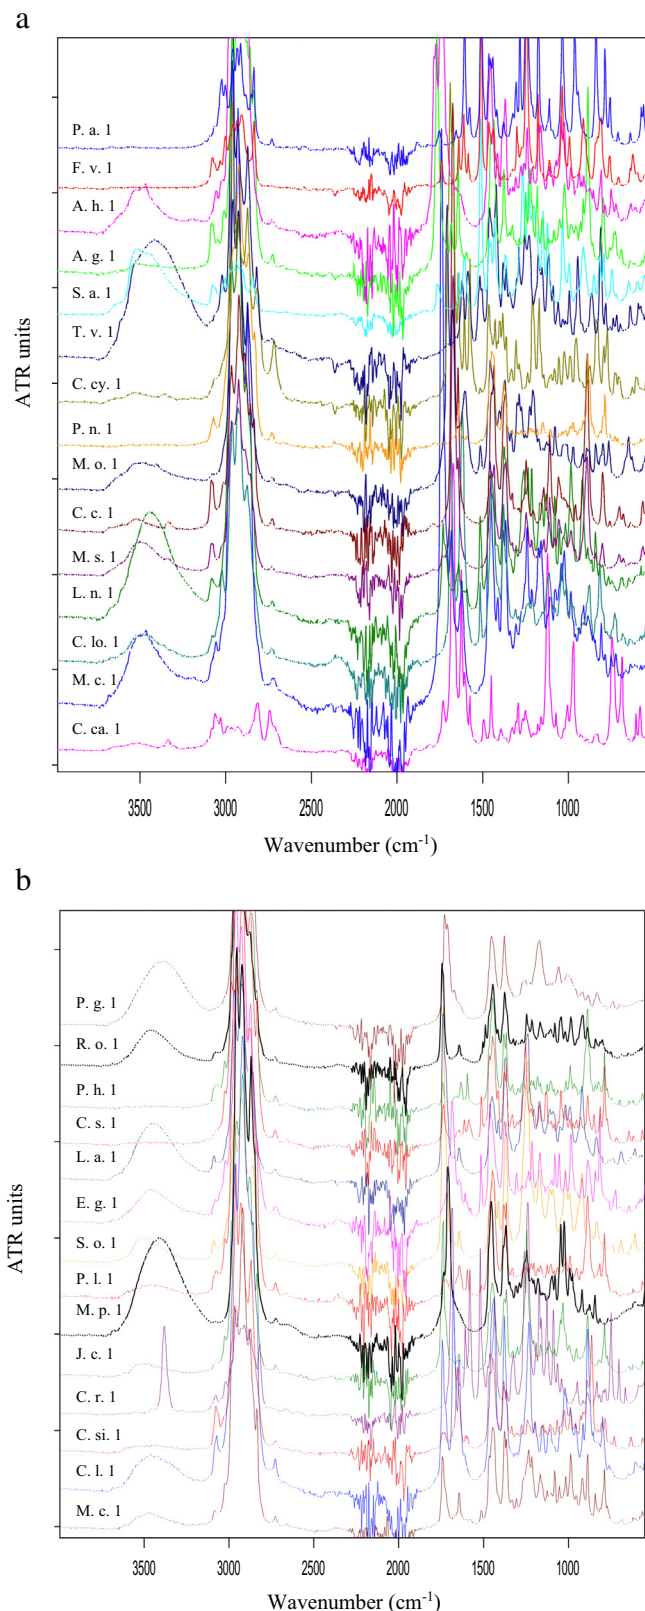 a
P. a. 1
F. v. 1
A. h. 1
A. g. 1
S. a. 1
T. v. 1
C. cy. 1
P. n. 1
M. o. 1
C. c. 1
M. s. 1
L. n. 1
C. lo. 1
M. c. 1
C. ca. 1
ATR units
3500 3000 2500 2000 1500 1000
Wavenumber (cm-1)
b
P. g. 1
R. o. 1
P. h. 1
C. s. 1
L. a. 1
E. g. 1
S. o. 1
P. l. 1
M. p. 1
J. c. 1
C. r. 1
C. si. 1
C. l. 1
M. c. 1
ATR units
3500 3000 2500 2000 1500 1000
Wavenumber (cm-1)